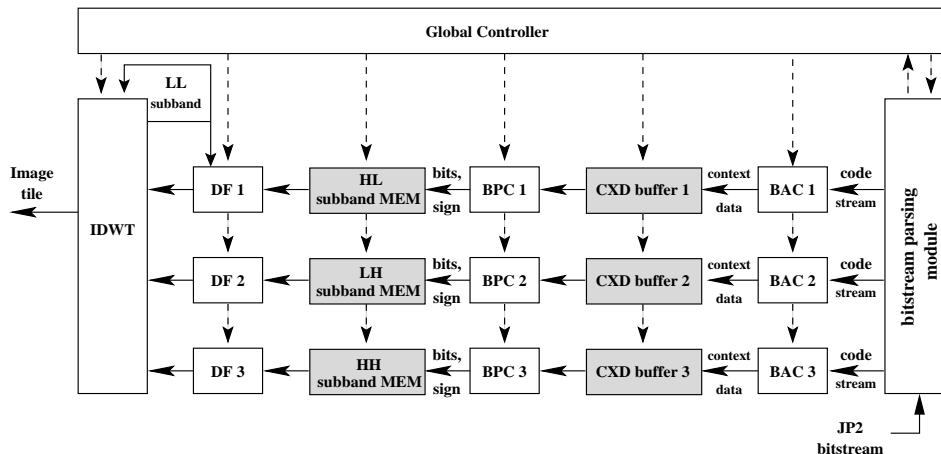 Global Controller
LL
subband
Image
tile
IDWT
DF 1
HL
subband MEM
bits,
sign
BPC 1
CXD buffer 1
context
data
BAC 1
code
stream
DF 2
LH
subband MEM
bits,
sign
BPC 2
CXD buffer 2
context
data
BAC 2
code
stream
DF 3
HH
subband MEM
bits,
sign
BPC 3
CXD buffer 3
context
data
BAC 3
code
stream
bitstream parsing
module
JP2
bitstream